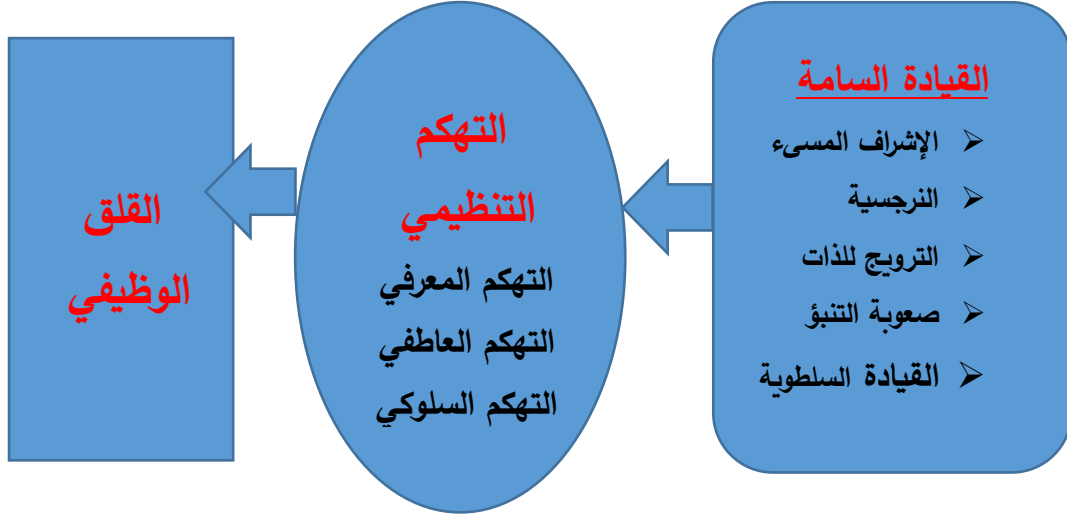 القيادة السامة
الإشراف المسيء
النرجسية
الترويج للذات
صعوبة التنبؤ
القيادة السلطوية
التهكم
التنظيمي
التهكم المعرفي
التهكم العاطفي
التهكم السلوكي
القلق
الوظيفي